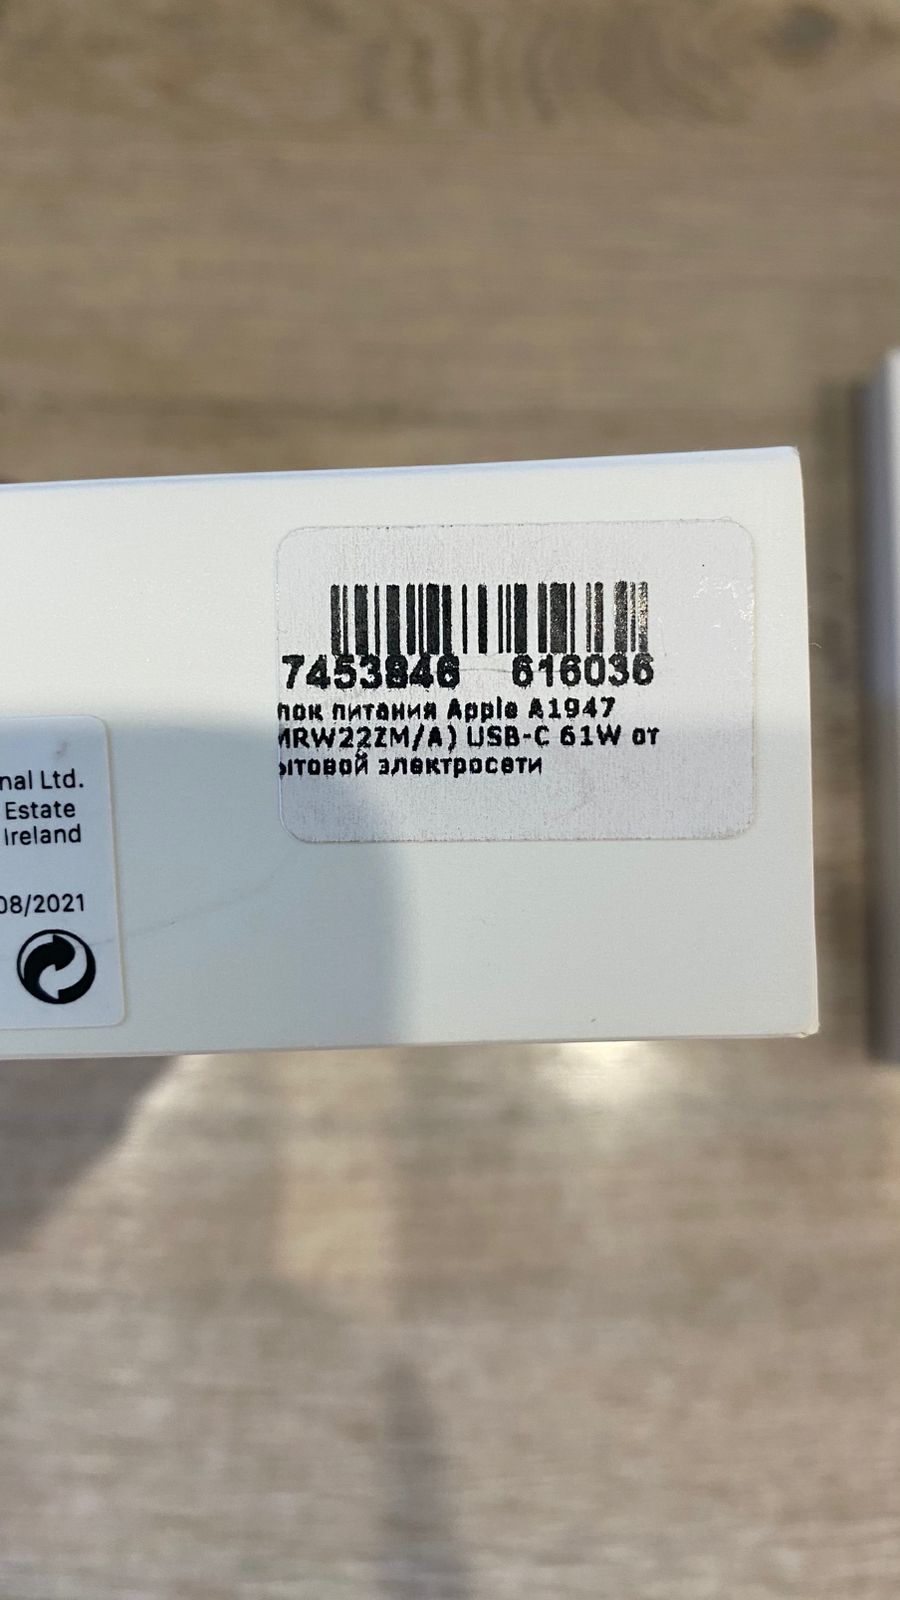 7453846 616036
лок питания Apple A1947
MRW22ZM/A) USB-C 61W от
ытовой электросети
nal Ltd.
Estate
Ireland
08/2021